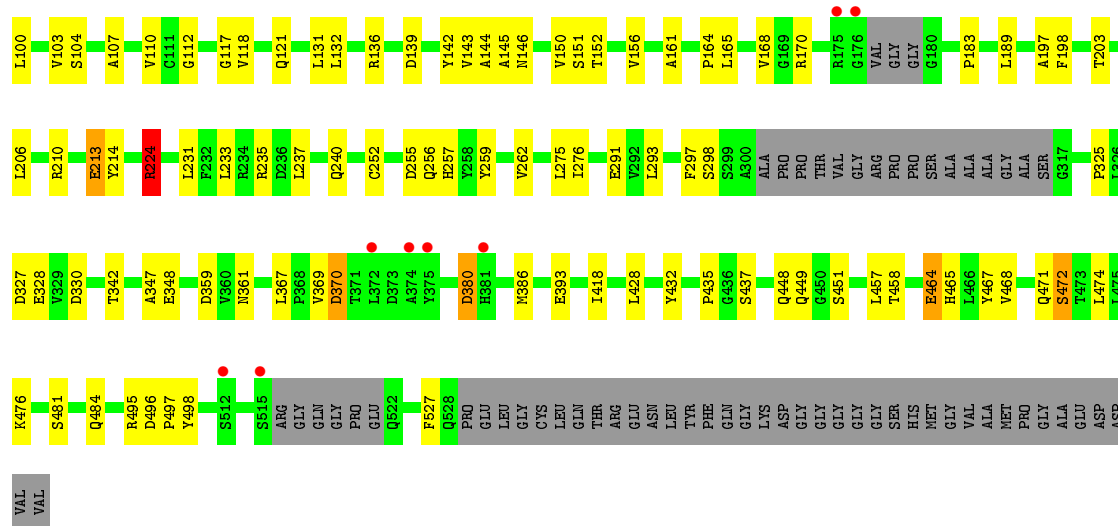 L100 V103 S104 A107 V110 C111 G112 G117 V118 Q121 L131 L132 R136 D139 Y142 V143 A144 A145 N146 V150 S151 T152 V156 A161 P164 L165 V168 G169 R170 R175 G176 VAL GLY GLY G180 P183 L189 A197 F198 T203
L206 R210 E213 Y214 R224 L231 F232 L233 R234 R235 D236 L237 Q240 C252 D255 Q256 H257 Y258 Y259 V262 L275 I276 E291 V292 L293 F297 S298 S299 A300 ALA PRO PRO THR VAL GLY ARG PRO PRO SER ALA ALA ALA GLY ALA SER G317 P325 L326
D327 E328 V329 D330 T342 A347 E348 D359 V360 N361 L367 P368 V369 D370 T371 L372 D373 A374 Y375 D380 H381 M386 E393 I418 L428 Y432 P435 G436 S437 Q448 Q449 G450 S451 L457 T458 E464 H465 L466 Y467 V468 Q471 S472 T473 L474 L475
K476 S481 Q484 R495 D496 P497 Y498 S512 S515 ARG GLY GLN GLY PRO GLU Q522 F527 Q528 PRO GLU LEU GLY CYS LEU GLN THR ARG GLU ASN LEU TYR PHE GLN GLY LYS ASP GLY GLY GLY GLY GLY SER HIS MET GLY VAL ALA MET PRO GLY ALA GLU ASP ASP
VAL VAL